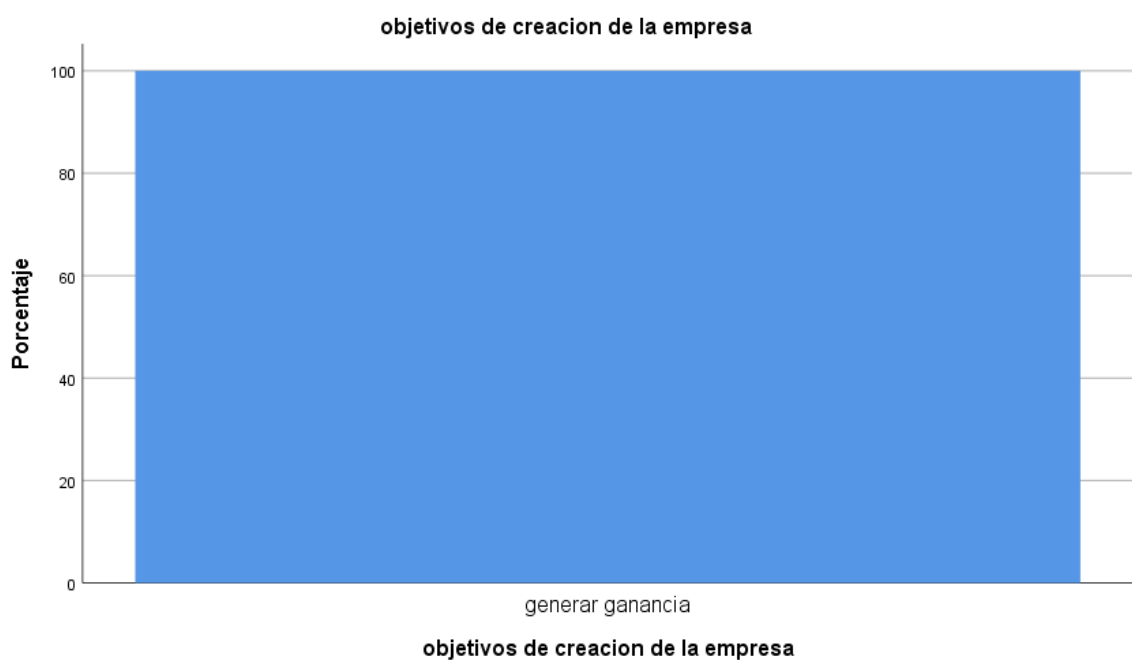 objetivos de creacion de la empresa
100
80
60
40
20
0
Porcentaje
generar ganancia
objetivos de creacion de la empresa